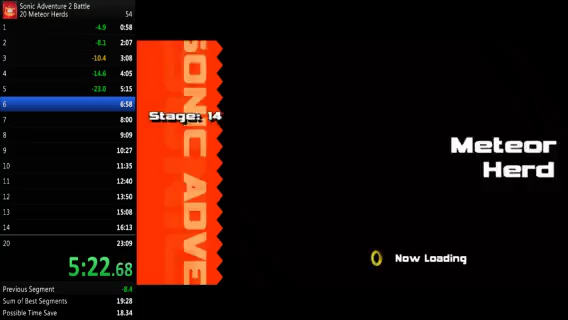 Sonic Adventure 2 Battle
20 Meteor Herds 54
1 -4.9 0:58
2 -8.1 2:07
3 -10.4 3:08
4 -14.6 4:05
5 -23.0 5:15
6 6:58
7 8:00
8 9:09
9 10:27
10 11:35
11 12:40
12 13:50
13 15:08
14 16:13
20 23:09
5:22.68
Previous Segment -8.4
Sum of Best Segments 19:28
Possible Time Save 18.34
SONIC ADVE
Stage: 14
Meteor
Herd
Now Loading